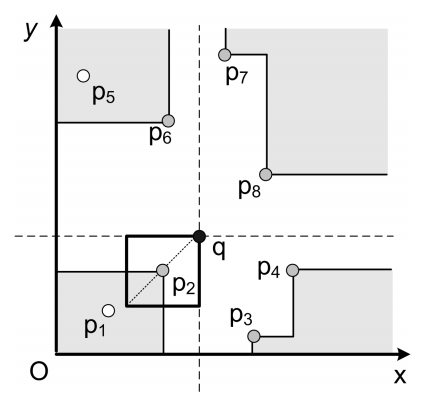 y
p₇
p₅
p₆
p₈
q
p₄
p₂
p₃
p₁
O
x